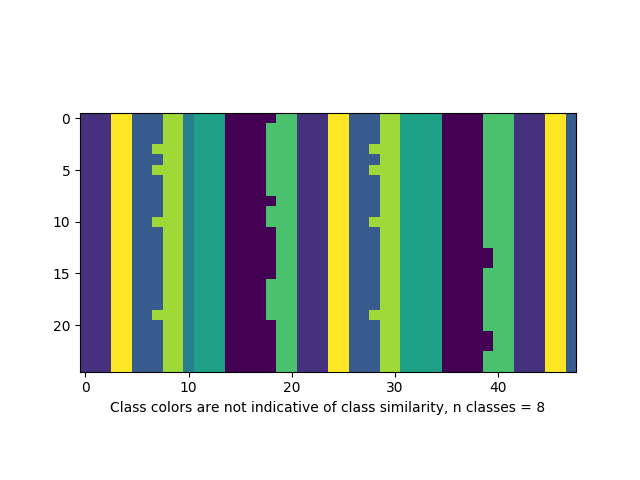 0
5
10
15
20
0 10 20 30 40
Class colors are not indicative of class similarity, n classes = 8